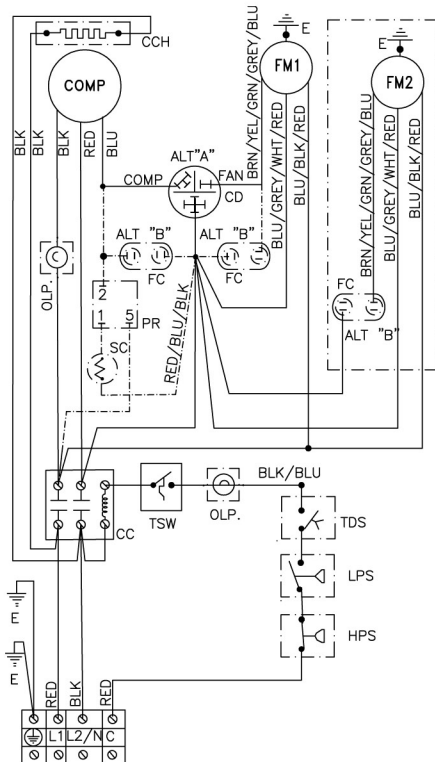 CCH
E
E
COMP
FM1
FM2
BLK
BLK
BLK
RED
BLU
BRN/YEL/GRN/GREY/BLU
BLU/GREY/WHT/RED
BLU/BLK/RED
BRN/YEL/GRN/GREY/BLU
BLU/GREY/WHT/RED
BLU/BLK/RED
ALT"A"
COMP
FAN
CD
ALT "B"
ALT "B"
FC
FC
OLP.
2
1 5
PR
SC
RED/BLU/BLK
FC
ALT "B"
CC
TSW
OLP.
BLK/BLU
TDS
LPS
HPS
E
E
RED
BLK
RED
L1 L2/N C